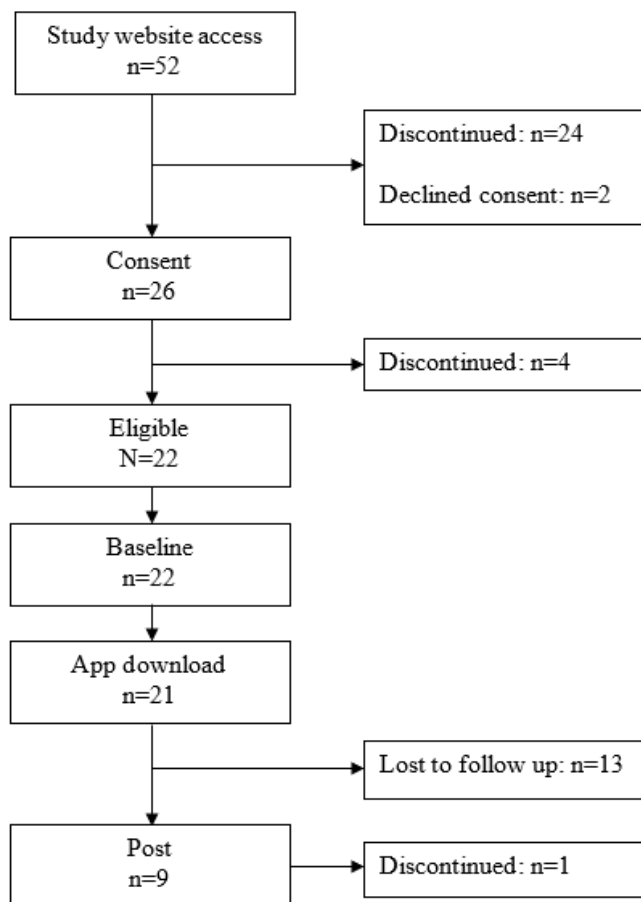 Study website access
n=52
Discontinued: n=24
Declined consent: n=2
Consent
n=26
Discontinued: n=4
Eligible
N=22
Baseline
n=22
App download
n=21
Lost to follow up: n=13
Post
n=9
Discontinued: n=1